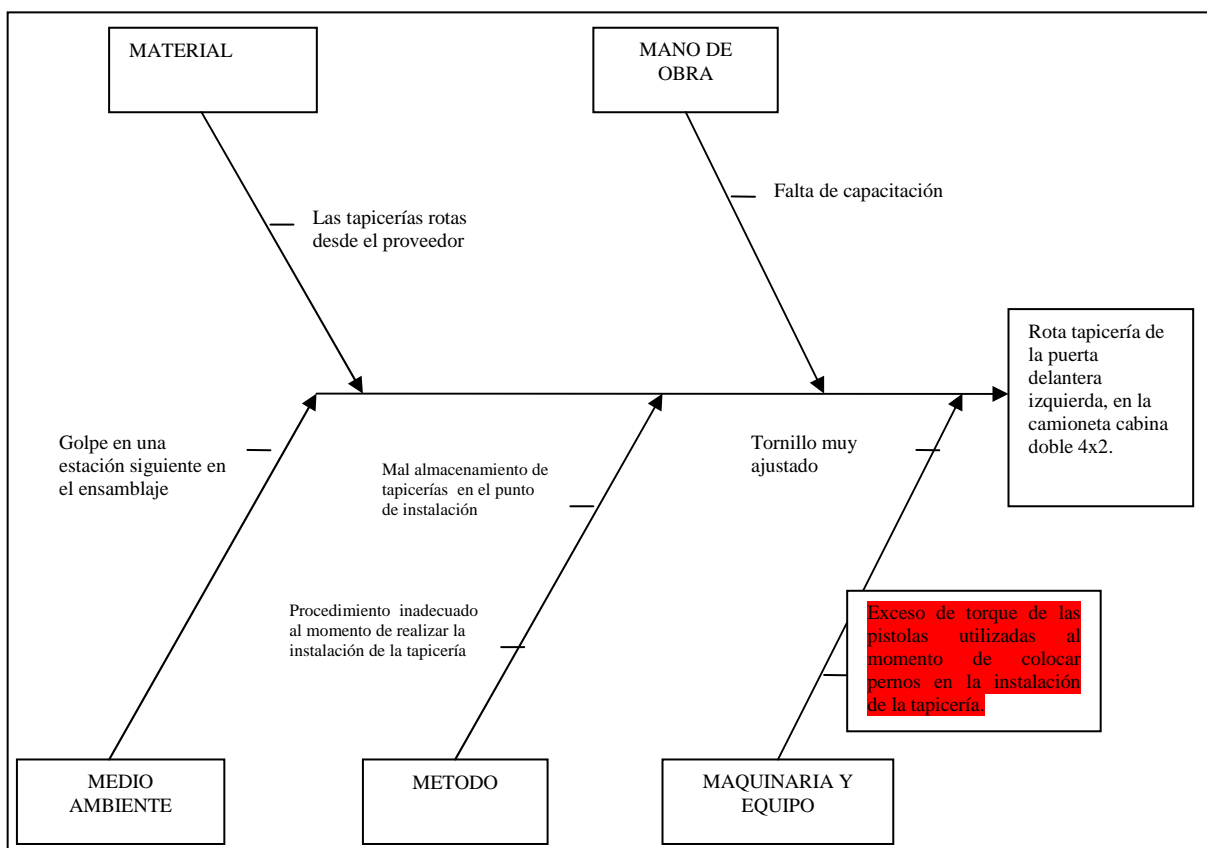 MATERIAL
MANO DE
OBRA
Falta de capacitación
Las tapicerías rotas
desde el proveedor
Rota tapicería de
la puerta
delantera
izquierda, en la
camioneta cabina
doble 4x2.
Golpe en una
estación siguiente en
el ensamblaje
Mal almacenamiento de
tapicerías en el punto
de instalación
Tornillo muy
ajustado
Procedimiento inadecuado
al momento de realizar la
instalación de la tapicería
Exceso de torque de las
pistolas utilizadas al
momento de colocar
pernos en la instalación
de la tapicería.
MEDIO
AMBIENTE
METODO
MAQUINARIA Y
EQUIPO